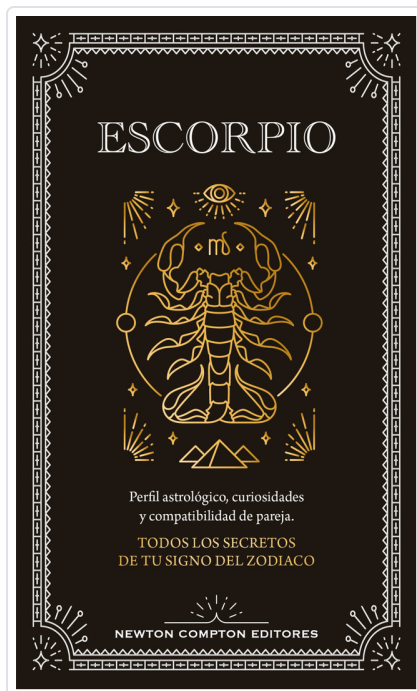 ESCORPIO
Perfil astrológico, curiosidades
y compatibilidad de pareja.
TODOS LOS SECRETOS
DE TU SIGNO DEL ZODIACO
NEWTON COMPTON EDITORES